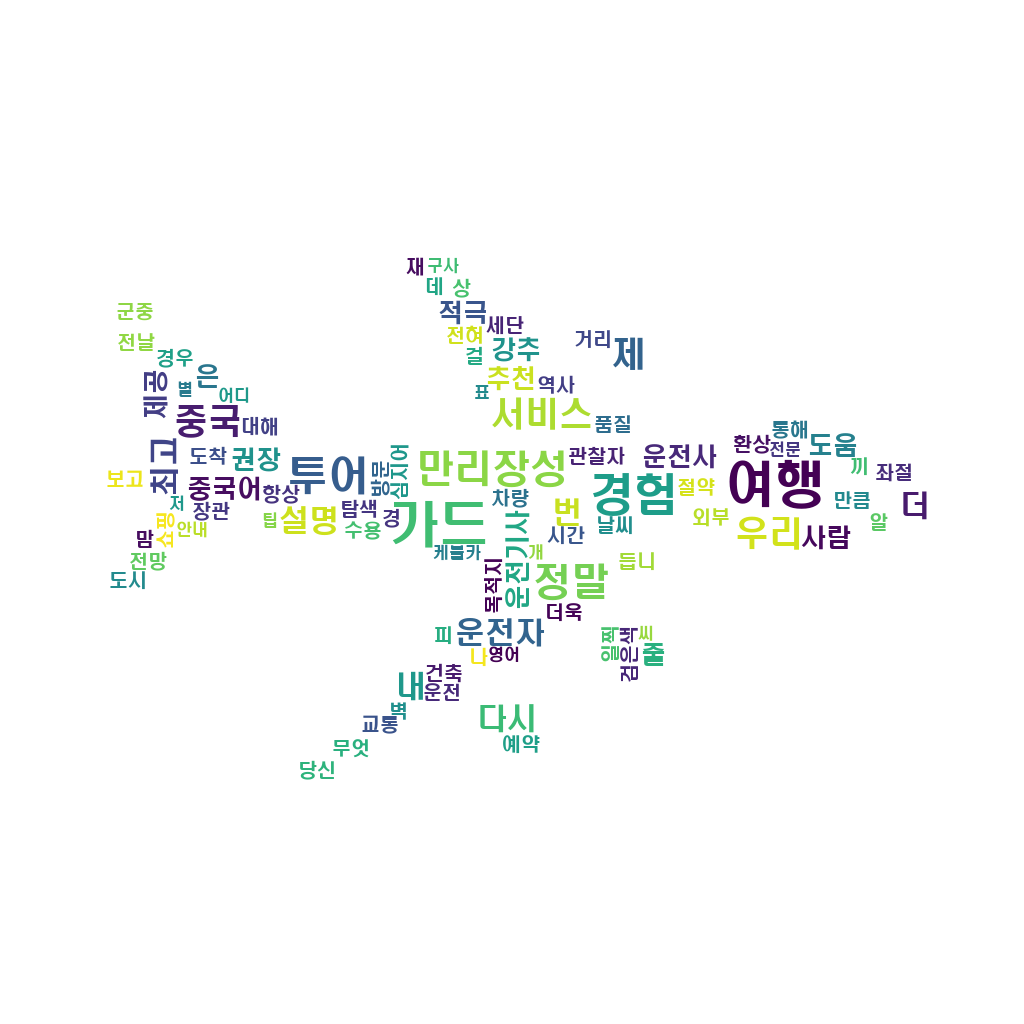 재
구사
데
상
군중
적극
세단
전혀
거리
전날
강추
제
경우
걸
은
추천
역사
제공
별
어디
표
중국
서비스
대해
품질
통해
환상
도움
전문
최고
도착
권장
투어
방문
심지어
만리장성
관찰자
운전사
여행
끼
좌절
보고
중국어
항상
경험
절약
저
장관
탐색
차량
번
만큼
더
쇼핑
안내
팁
설명
수용
경
가드
날씨
외부
우리
사람
알
맘
시간
전망
케이블카
운전기사
개
듭니
도시
목적지
정말
더욱
피
운전자
일찍
검은색
씨
줄
나
영어
건축
내
운전
벽
교통
다시
무엇
예약
당신